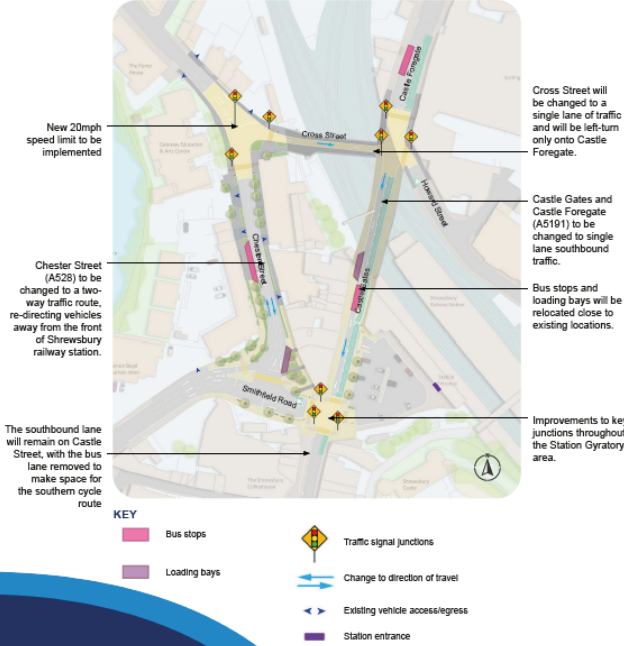 Castle Foregate
Cross Street
Howard Street
Chester Street
Castle Gates
Smithfield Road
New 20mph
speed limit to be
implemented
Chester Street
(A528) to be
changed to a two-
way traffic route,
re-directing vehicles
away from the front
of Shrewsbury
railway station.
The southbound lane
will remain on Castle
Street, with the bus
lane removed to
make space for
the southern cycle
route
Cross Street will
be changed to a
single lane of traffic
and will be left-turn
only onto Castle
Foregate.
Castle Gates and
Castle Foregate
(A5191) to be
changed to single
lane southbound
traffic.
Bus stops and
loading bays will be
relocated close to
existing locations.
Improvements to key
junctions throughout
the Station Gyratory
area.
KEY
Bus stops
Loading bays
Traffic signal junctions
Change to direction of travel
Existing vehicle access/egress
Station entrance